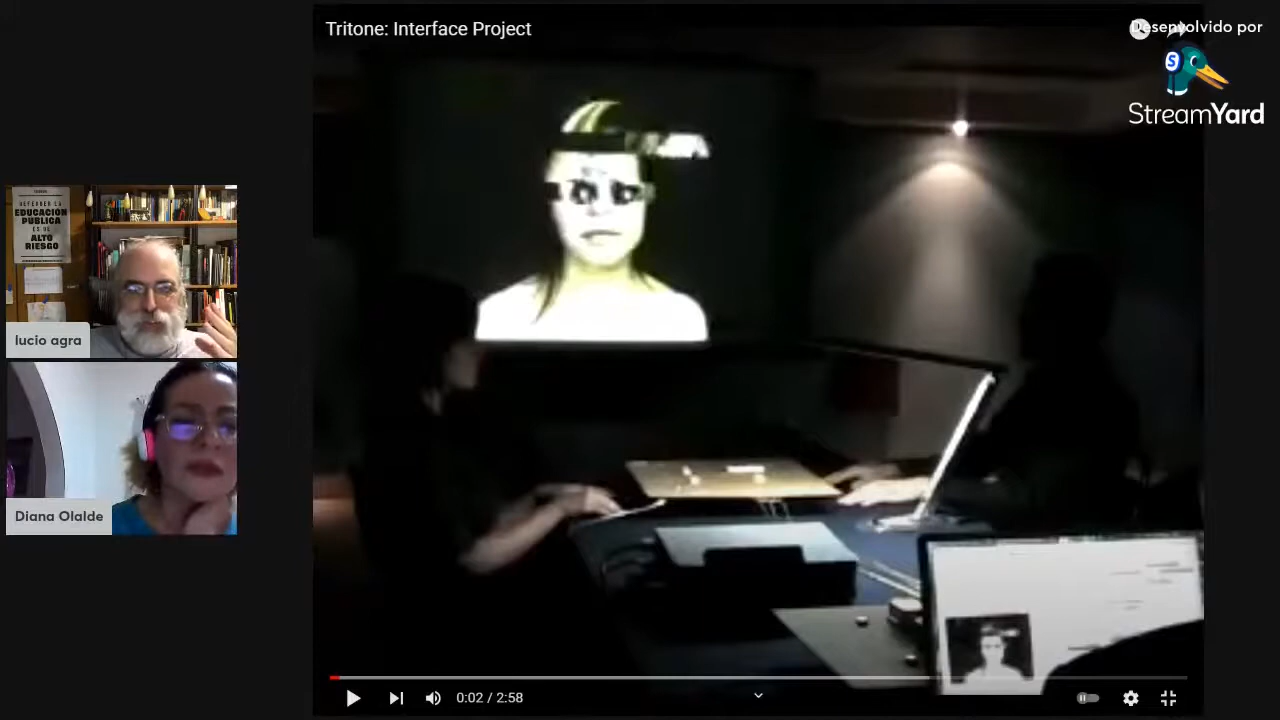 Tritone: Interface Project
Desenvolvido por
StreamYard
DEFENDER LA
EDUCACIÓN
PÚBLICA
ES DE
ALTO
RIESGO
lucio agra
Diana Olalde
0:02 / 2:58